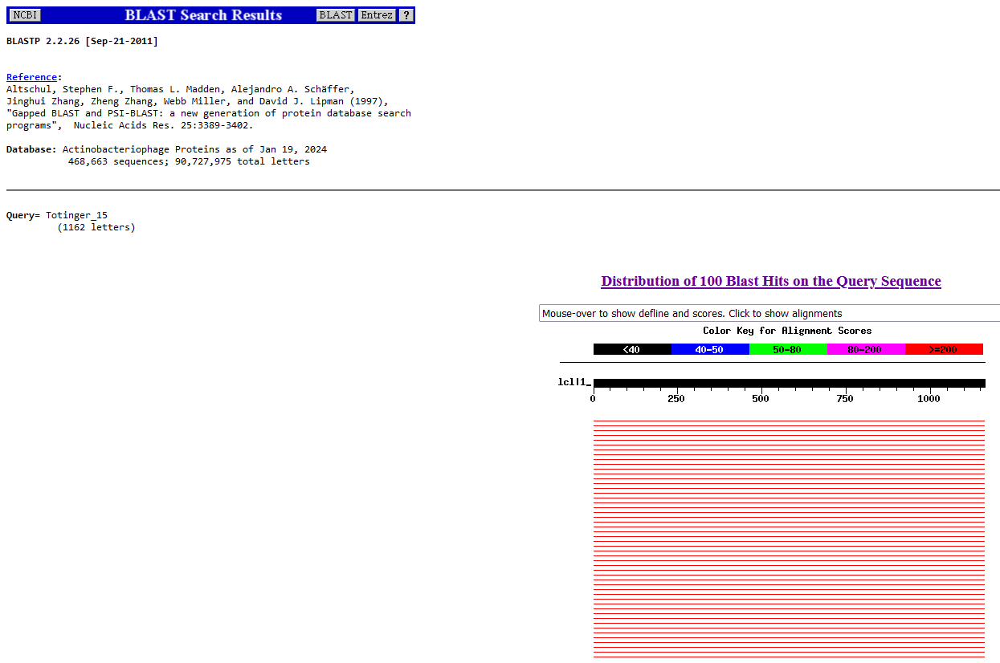 NCBI BLAST Search Results BLAST Entrez ?
BLASTP 2.2.26 [Sep-21-2011]
Reference:
Altschul, Stephen F., Thomas L. Madden, Alejandro A. Schäffer,
Jinghui Zhang, Zheng Zhang, Webb Miller, and David J. Lipman (1997),
"Gapped BLAST and PSI-BLAST: a new generation of protein database search
programs",  Nucleic Acids Res. 25:3389-3402.
Database: Actinobacteriophage Proteins as of Jan 19, 2024
468,663 sequences; 90,727,975 total letters
Query= Totinger_15
(1162 letters)
Distribution of 100 Blast Hits on the Query Sequence
Mouse-over to show defline and scores. Click to show alignments
Color Key for Alignment Scores
<40 40-50 50-80 80-200 >=200
lcl|1_
0 250 500 750 1000